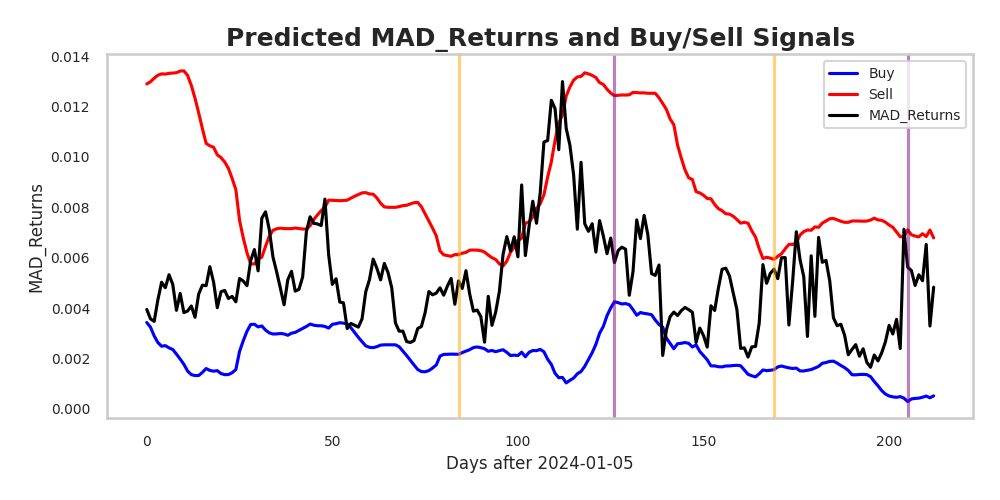 Predicted MAD_Returns and Buy/Sell Signals
0.014
0.012
0.010
0.008
0.006
0.004
0.002
0.000
MAD_Returns
Buy
Sell
MAD_Returns
0 50 100 150 200
Days after 2024-01-05